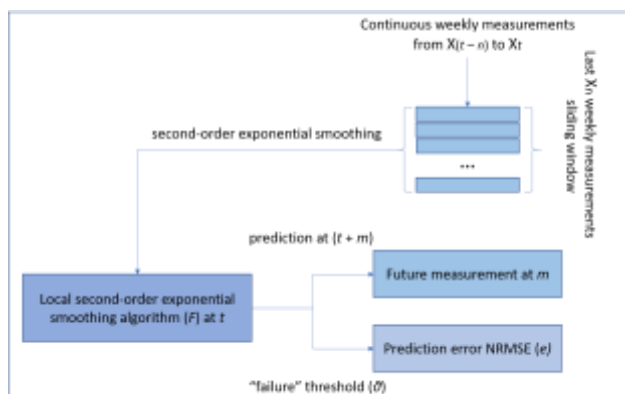 Continuous weekly measurements
from X(t – n) to Xt
Last Xn weekly measurements
sliding window
second-order exponential smoothing
...
prediction at (t + m)
Future measurement at m
Local second-order exponential
smoothing algorithm (F) at t
Prediction error NRMSE (e)
"failure" threshold (θ)